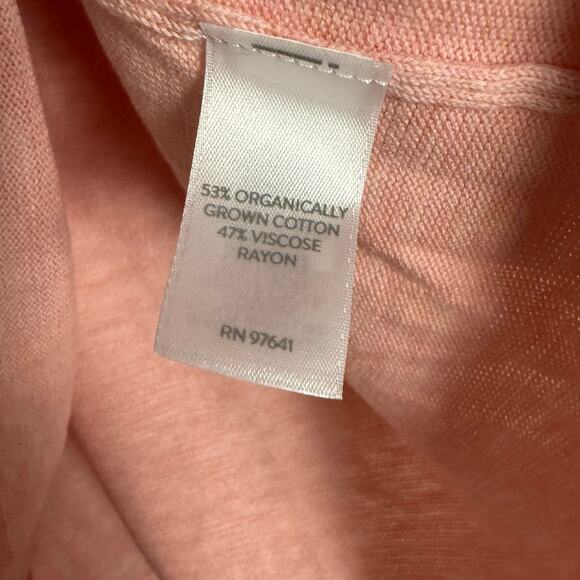 53% ORGANICALLY
GROWN COTTON
47% VISCOSE
RAYON
RN 97641